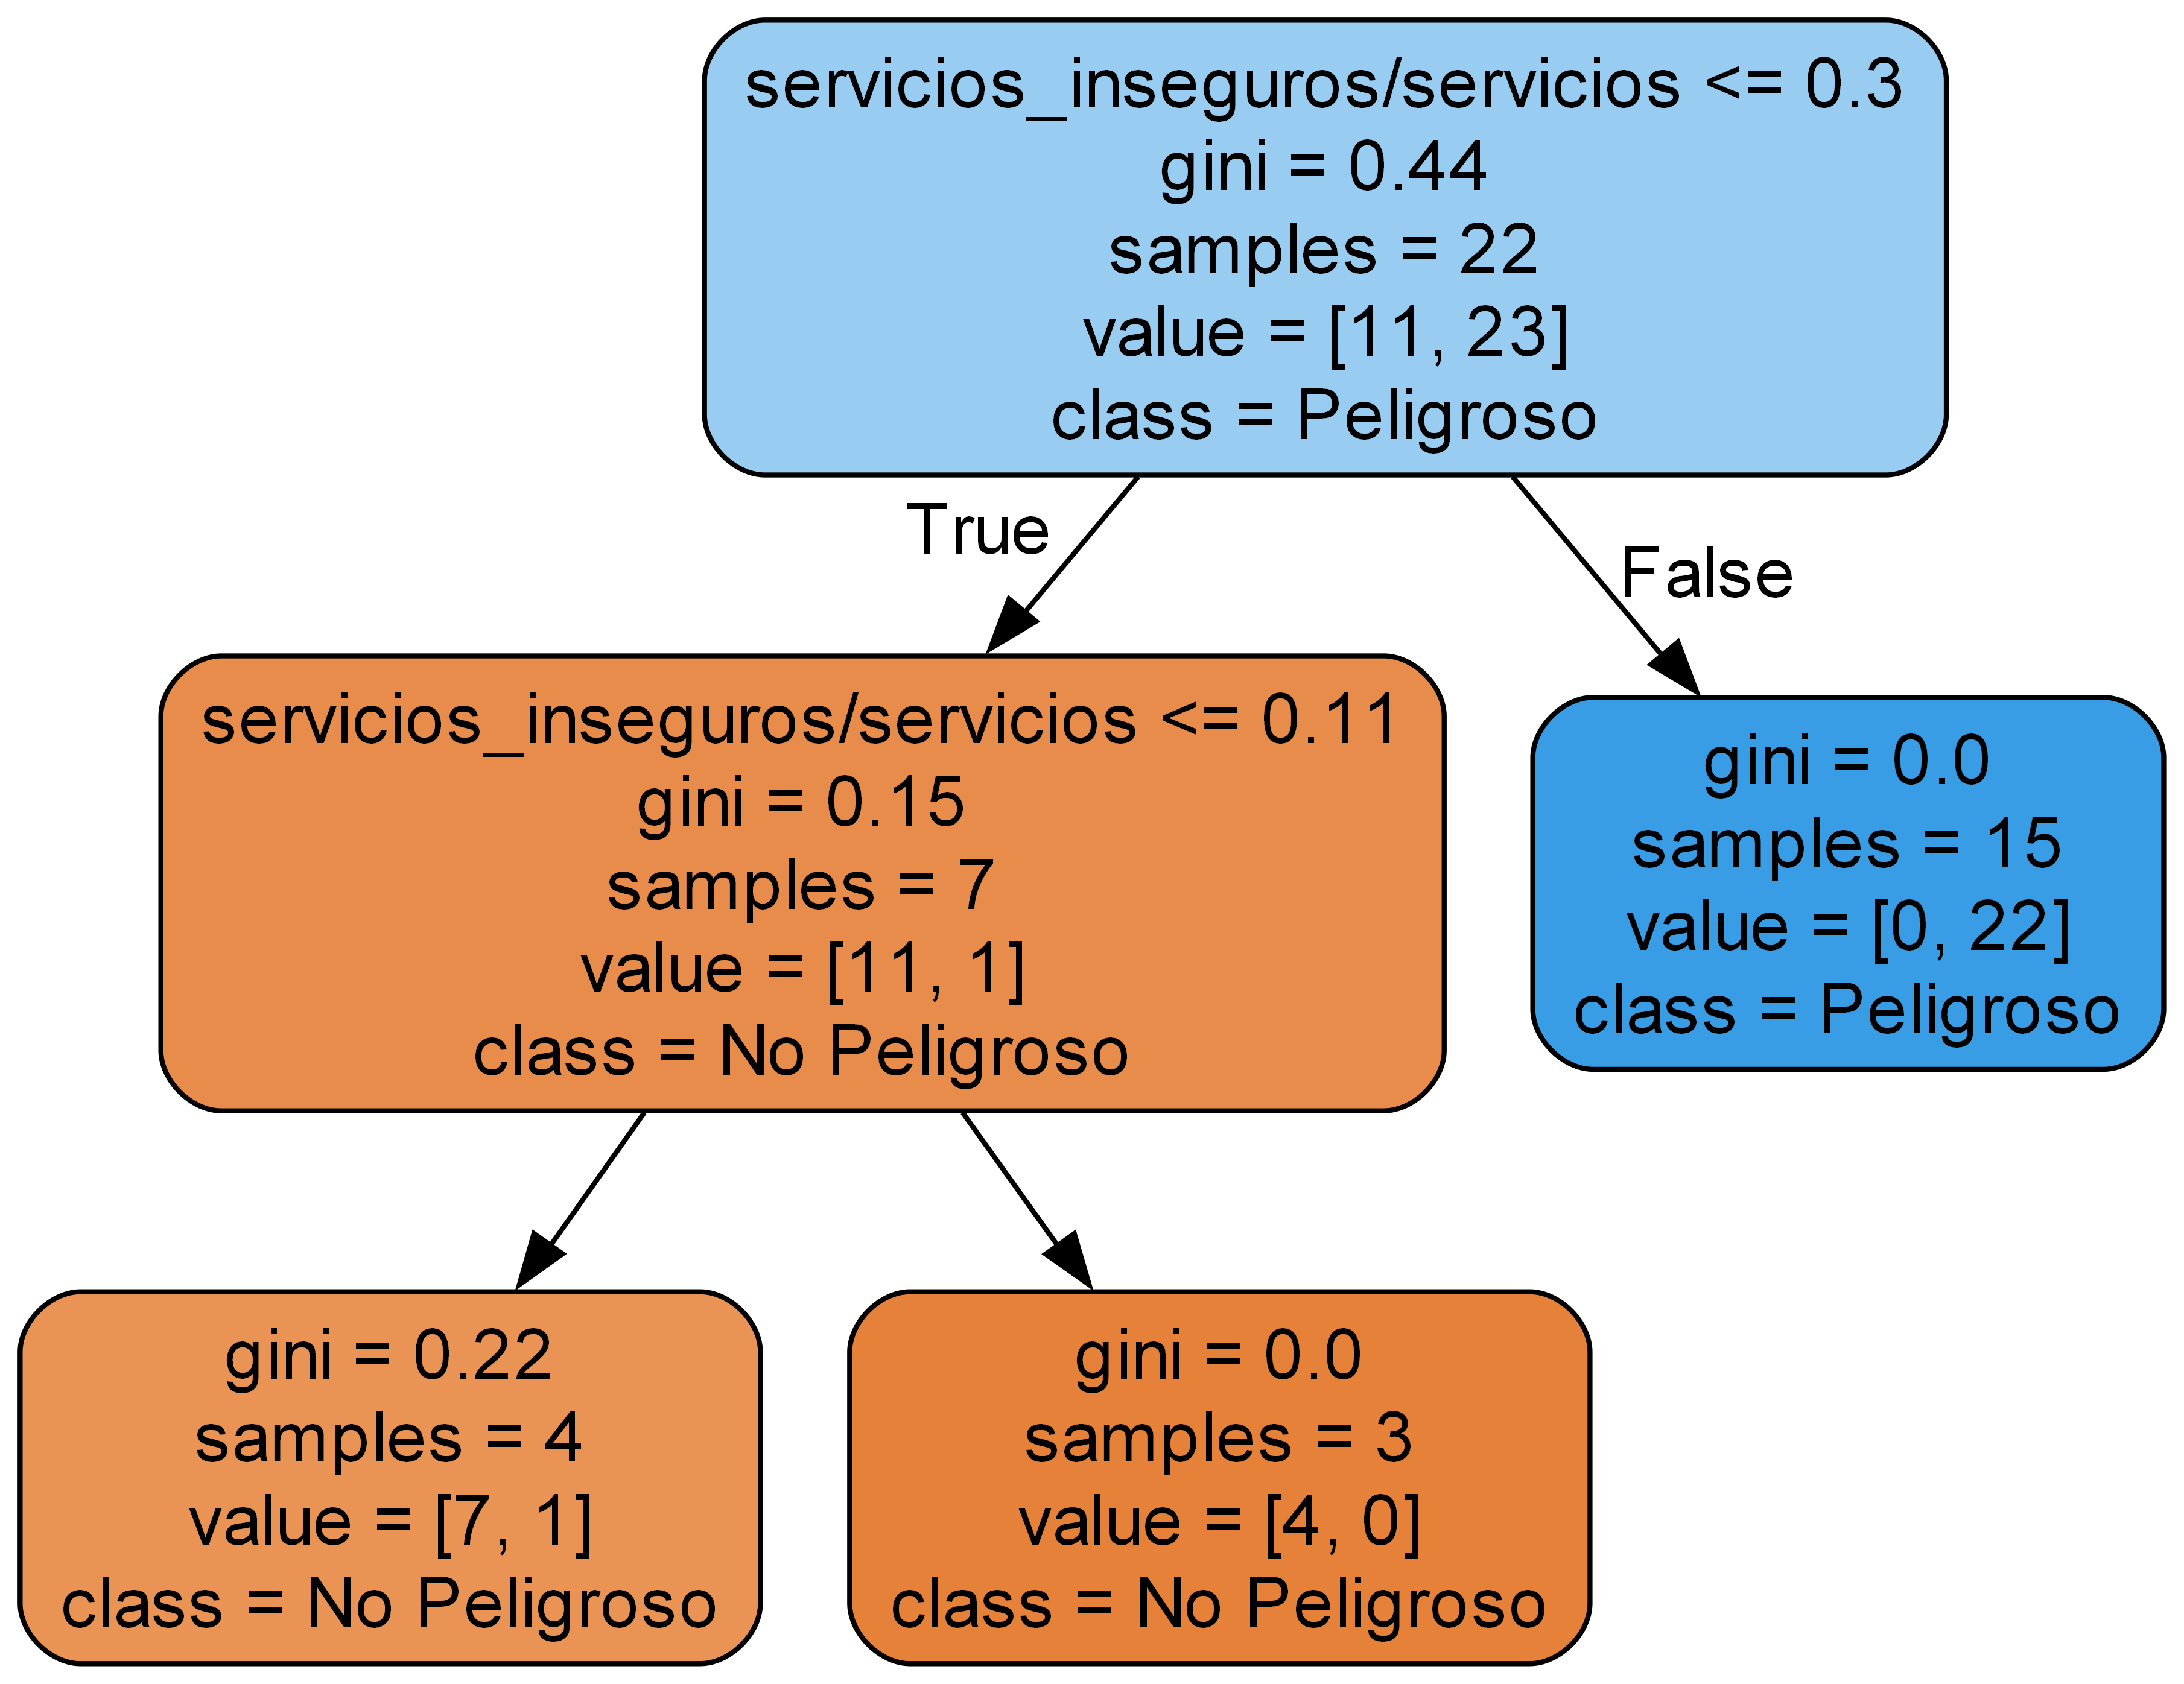 servicios_inseguros/servicios <= 0.3
gini = 0.44
samples = 22
value = [11, 23]
class = Peligroso
True
False
servicios_inseguros/servicios <= 0.11
gini = 0.15
samples = 7
value = [11, 1]
class = No Peligroso
gini = 0.0
samples = 15
value = [0, 22]
class = Peligroso
gini = 0.22
samples = 4
value = [7, 1]
class = No Peligroso
gini = 0.0
samples = 3
value = [4, 0]
class = No Peligroso